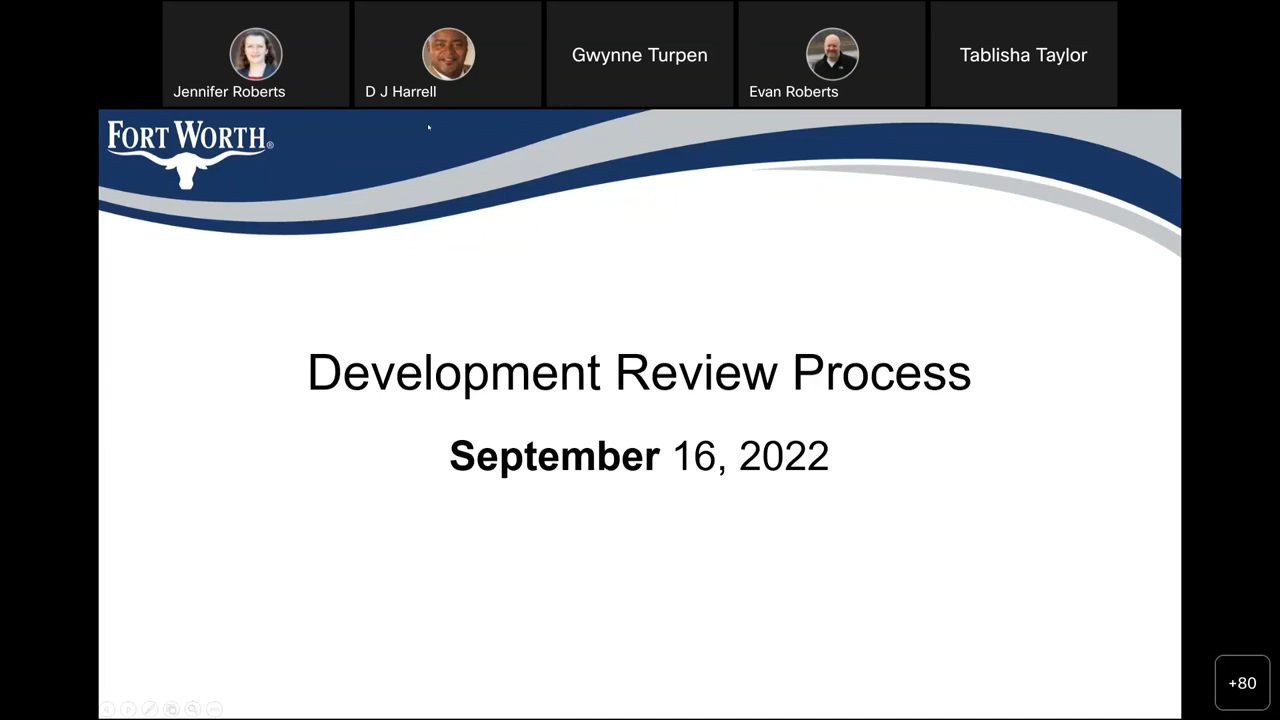 Jennifer Roberts
D J Harrell
Gwynne Turpen
Evan Roberts
Tablisha Taylor
FORT WORTH®
Development Review Process
September 16, 2022
+80